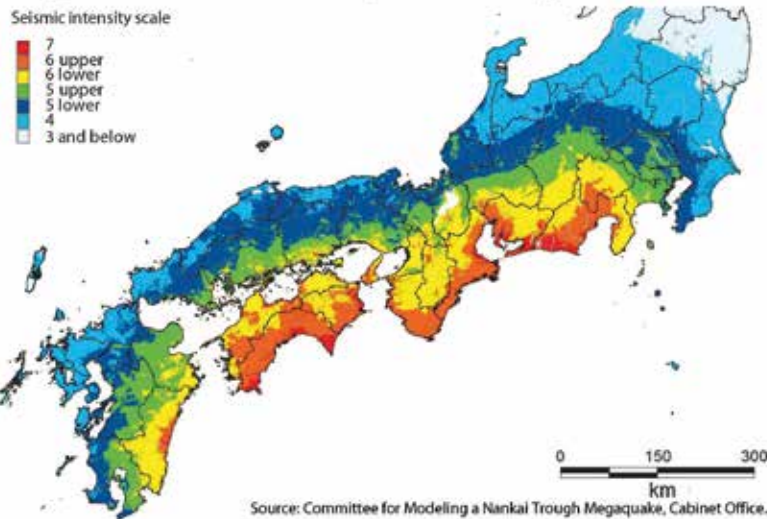 Seismic intensity scale
7
6 upper
6 lower
5 upper
5 lower
4
3 and below
0 150 300
km
Source: Committee for Modeling a Nankai Trough Megaquake, Cabinet Office.